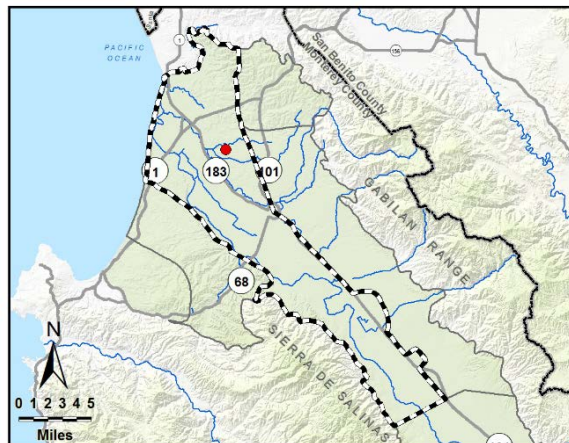 1
PACIFIC
OCEAN
San Benito County
Monterey County
156
1
183
101
68
GABILAN RANGE
SIERRA DE SALINAS
N
0 1 2 3 4 5
Miles